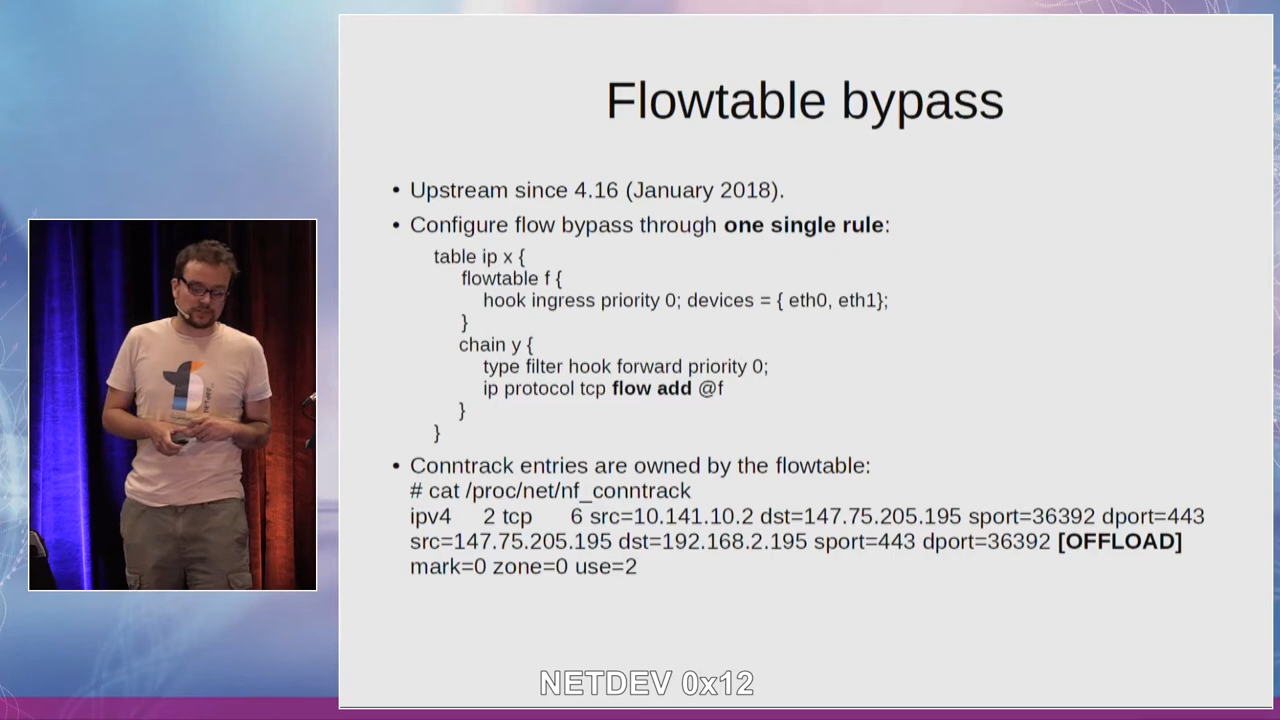 Flowtable bypass
• Upstream since 4.16 (January 2018).
• Configure flow bypass through one single rule:
table ip x {
flowtable f {
hook ingress priority 0; devices = { eth0, eth1};
}
chain y {
type filter hook forward priority 0;
ip protocol tcp flow add @f
}
}
• Conntrack entries are owned by the flowtable:
# cat /proc/net/nf_conntrack
ipv4 2 tcp 6 src=10.141.10.2 dst=147.75.205.195 sport=36392 dport=443
src=147.75.205.195 dst=192.168.2.195 sport=443 dport=36392 [OFFLOAD]
mark=0 zone=0 use=2
NETDEV 0x12